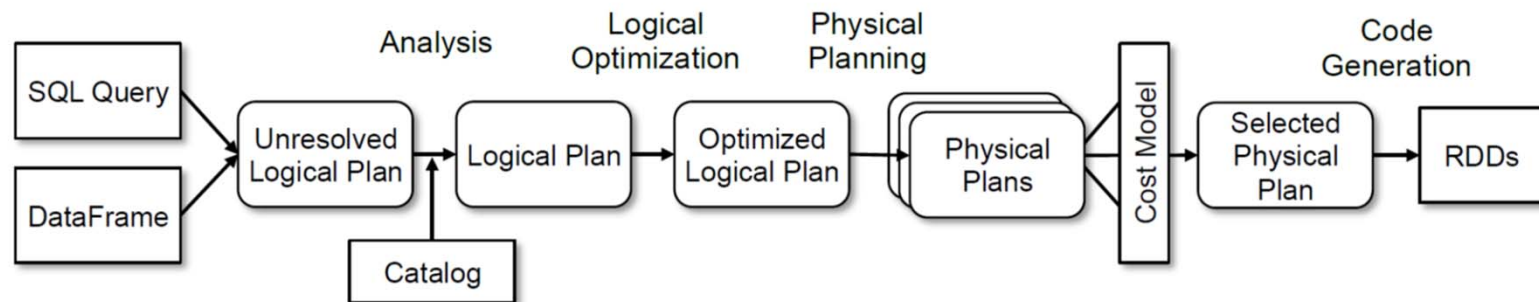 Analysis
Logical
Optimization
Physical
Planning
Code
Generation
SQL Query
DataFrame
Unresolved
Logical Plan
Catalog
Logical Plan
Optimized
Logical Plan
Physical
Plans
Cost Model
Selected
Physical
Plan
RDDs